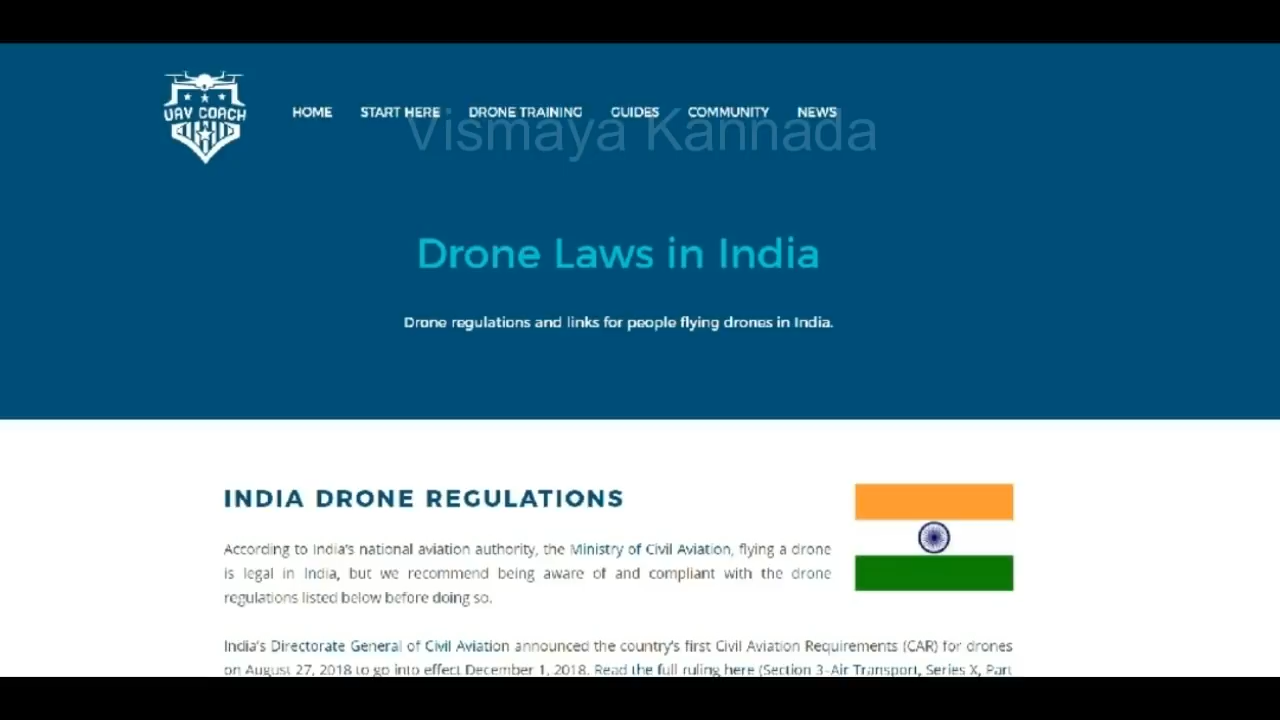 UAV COACH
HOME START HERE DRONE TRAINING GUIDES COMMUNITY NEWS
Vismaya Kannada
Drone Laws in India
Drone regulations and links for people flying drones in India.
INDIA DRONE REGULATIONS
According to India's national aviation authority, the Ministry of Civil Aviation, flying a drone
is legal in India, but we recommend being aware of and compliant with the drone
regulations listed below before doing so.
India's Directorate General of Civil Aviation announced the country's first Civil Aviation Requirements (CAR) for drones
on August 27, 2018 to go into effect December 1, 2018. Read the full ruling here (Section 3-Air Transport, Series X, Part